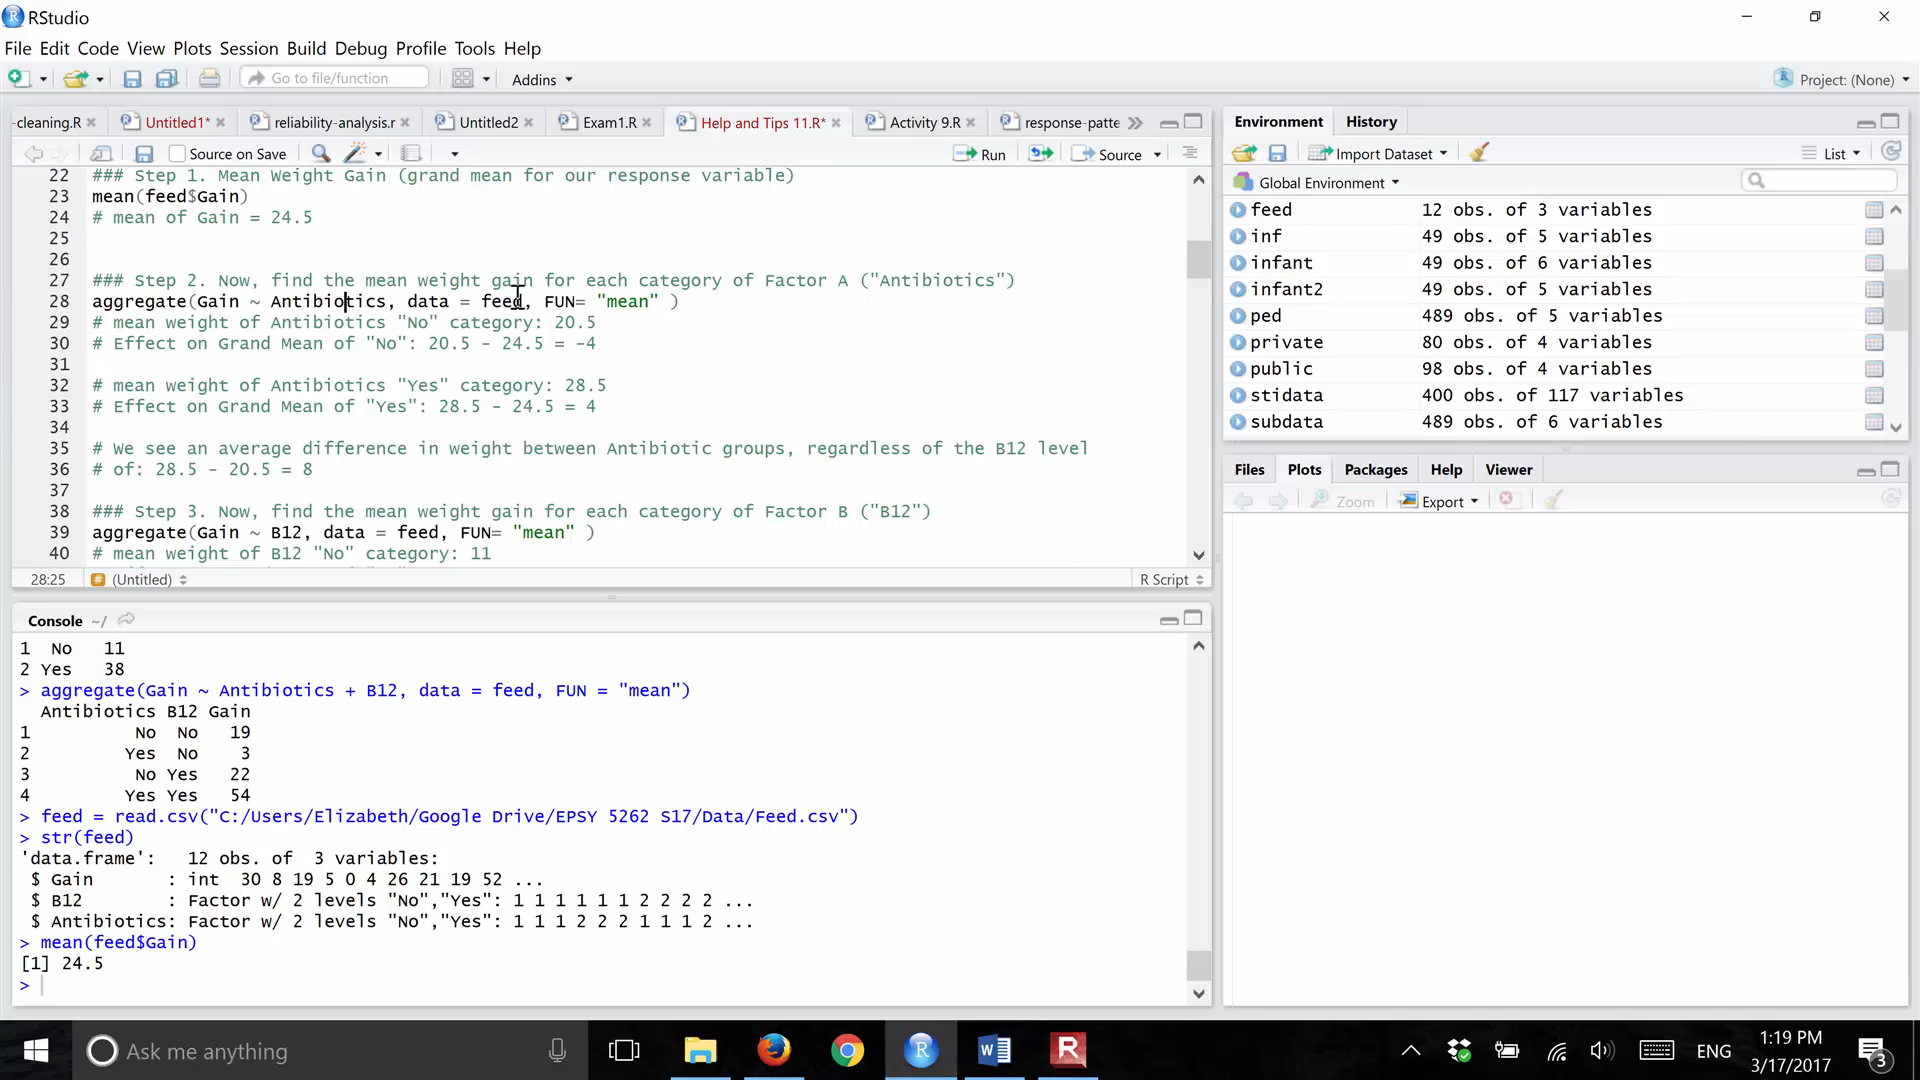 RStudio
File Edit Code View Plots Session Build Debug Profile Tools Help
Go to file/function
Addins
Project: (None)
-cleaning.R
Untitled1*
reliability-analysis.r
Untitled2
Exam1.R
Help and Tips 11.R*
Activity 9.R
response-patte
Source on Save
Run
Source
22 ### Step 1. Mean Weight Gain (grand mean for our response variable)
23 mean(feed$Gain)
24 # mean of Gain = 24.5
25
26
27 ### Step 2. Now, find the mean weight gain for each category of Factor A ("Antibiotics")
28 aggregate(Gain ~ Antibiotics, data = feed, FUN= "mean" )
29 # mean weight of Antibiotics "No" category: 20.5
30 # Effect on Grand Mean of "No": 20.5 - 24.5 = -4
31
32 # mean weight of Antibiotics "Yes" category: 28.5
33 # Effect on Grand Mean of "Yes": 28.5 - 24.5 = 4
34
35 # We see an average difference in weight between Antibiotic groups, regardless of the B12 level
36 # of: 28.5 - 20.5 = 8
37
38 ### Step 3. Now, find the mean weight gain for each category of Factor B ("B12")
39 aggregate(Gain ~ B12, data = feed, FUN= "mean" )
40 # mean weight of B12 "No" category: 11
28:25
(Untitled)
R Script
Console ~/
1 No 11
2 Yes 38
> aggregate(Gain ~ Antibiotics + B12, data = feed, FUN = "mean")
Antibiotics B12 Gain
1 No No 19
2 Yes No 3
3 No Yes 22
4 Yes Yes 54
> feed = read.csv("C:/Users/Elizabeth/Google Drive/EPSY 5262 S17/Data/Feed.csv")
> str(feed)
'data.frame': 12 obs. of 3 variables:
$ Gain : int 30 8 19 5 0 4 26 21 19 52 ...
$ B12 : Factor w/ 2 levels "No","Yes": 1 1 1 1 1 1 2 2 2 2 ...
$ Antibiotics: Factor w/ 2 levels "No","Yes": 1 1 1 2 2 2 1 1 1 2 ...
> mean(feed$Gain)
[1] 24.5
>
Environment History
Import Dataset
List
Global Environment
feed 12 obs. of 3 variables
inf 49 obs. of 5 variables
infant 49 obs. of 6 variables
infant2 49 obs. of 5 variables
ped 489 obs. of 5 variables
private 80 obs. of 4 variables
public 98 obs. of 4 variables
stidata 400 obs. of 117 variables
subdata 489 obs. of 6 variables
Files Plots Packages Help Viewer
Zoom Export
Ask me anything
ENG
1:19 PM
3/17/2017
3